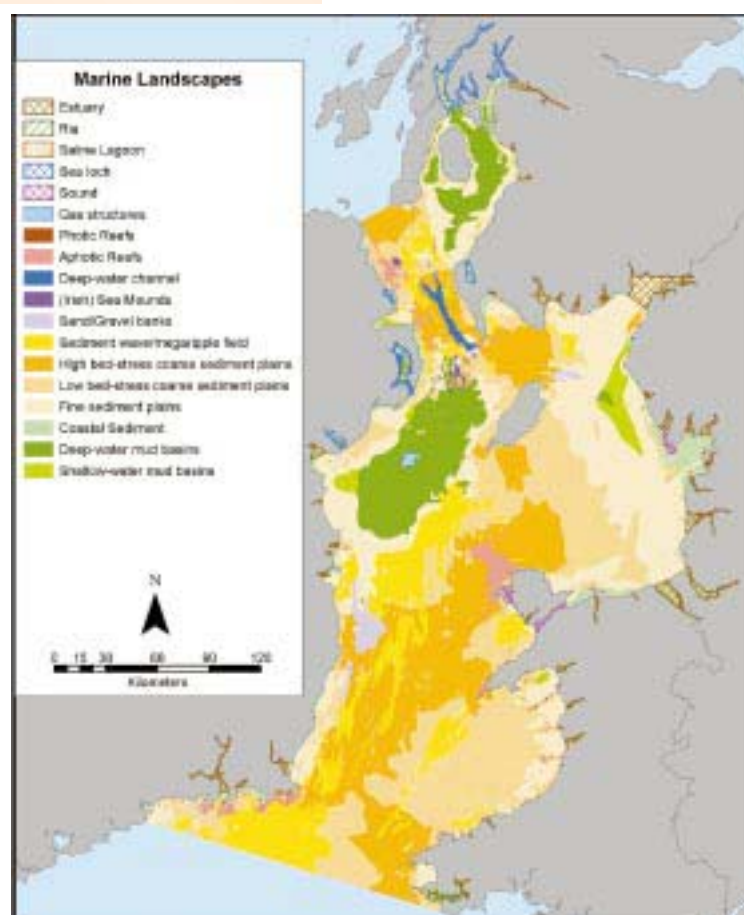 Marine Landscapes
Estuary
Ria
Saline Lagoon
Sea loch
Sound
Gas structures
Photic Reefs
Aphotic Reefs
Deep-water channel
(Irish) Sea Mounds
Sand/Gravel banks
Sediment wave/megaripple field
High bed-stress coarse sediment plains
Low bed-stress coarse sediment plains
Fine sediment plains
Coastal Sediment
Deep-water mud basins
Shallow-water mud basins
N
0 15 30 60 90 120
Kilometers